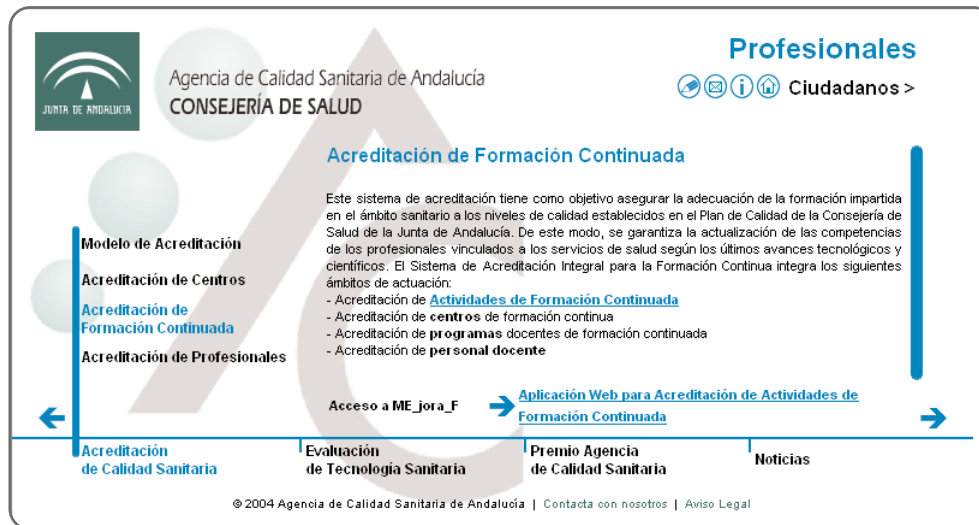 JUNTA DE ANDALUCIA
Agencia de Calidad Sanitaria de Andalucía
CONSEJERÍA DE SALUD
Profesionales
Ciudadanos >
Modelo de Acreditación
Acreditación de Centros
Acreditación de
Formación Continuada
Acreditación de Profesionales
Acreditación de Formación Continuada
Este sistema de acreditación tiene como objetivo asegurar la adecuación de la formación impartida
en el ámbito sanitario a los niveles de calidad establecidos en el Plan de Calidad de la Consejería de
Salud de la Junta de Andalucía. De este modo, se garantiza la actualización de las competencias
de los profesionales vinculados a los servicios de salud según los últimos avances tecnológicos y
científicos. El Sistema de Acreditación Integral para la Formación Continua integra los siguientes
ámbitos de actuación:
- Acreditación de Actividades de Formación Continuada
- Acreditación de centros de formación continua
- Acreditación de programas docentes de formación continuada
- Acreditación de personal docente
Acceso a ME_jora_F
Aplicación Web para Acreditación de Actividades de
Formación Continuada
Acreditación
de Calidad Sanitaria
Evaluación
de Tecnología Sanitaria
Premio Agencia
de Calidad Sanitaria
Noticias
© 2004 Agencia de Calidad Sanitaria de Andalucía | Contacta con nosotros | Aviso Legal